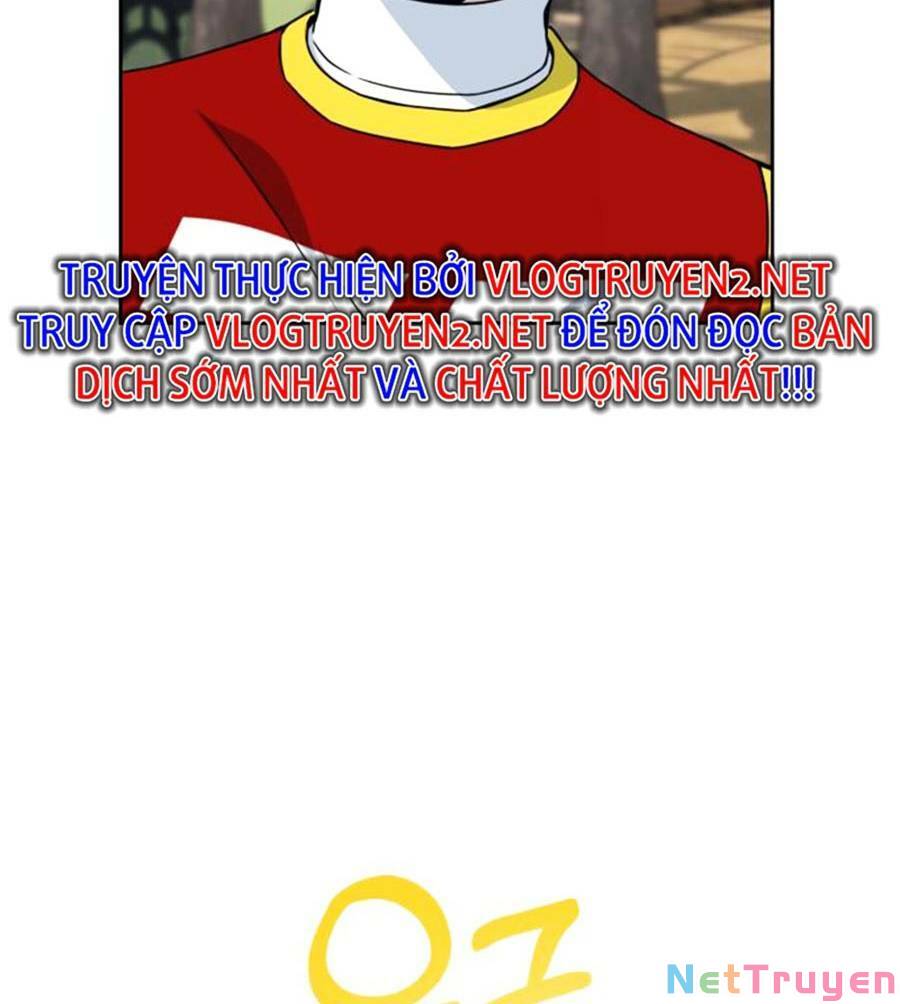 TRUYỆN THỰC HIỆN BỞI VLOGTRUYEN2.NET
TRUY CẬP VLOGTRUYEN2.NET ĐỂ ĐÓN ĐỌC BẢN
DỊCH SỚM NHẤT VÀ CHẤT LƯỢNG NHẤT!!!
NetTruyen